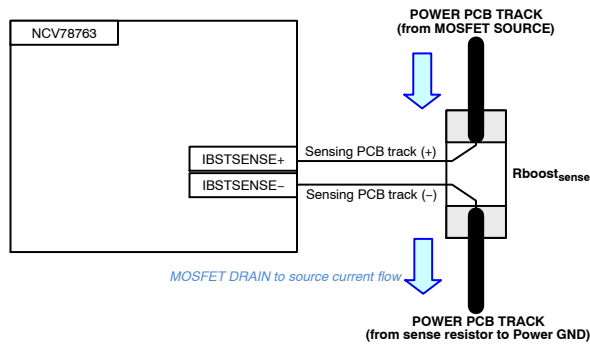 POWER PCB TRACK
(from MOSFET SOURCE)
NCV78763
IBSTSENSE+
Sensing PCB track (+)
Rboostsense
IBSTSENSE−
Sensing PCB track (−)
MOSFET DRAIN to source current flow
POWER PCB TRACK
(from sense resistor to Power GND)